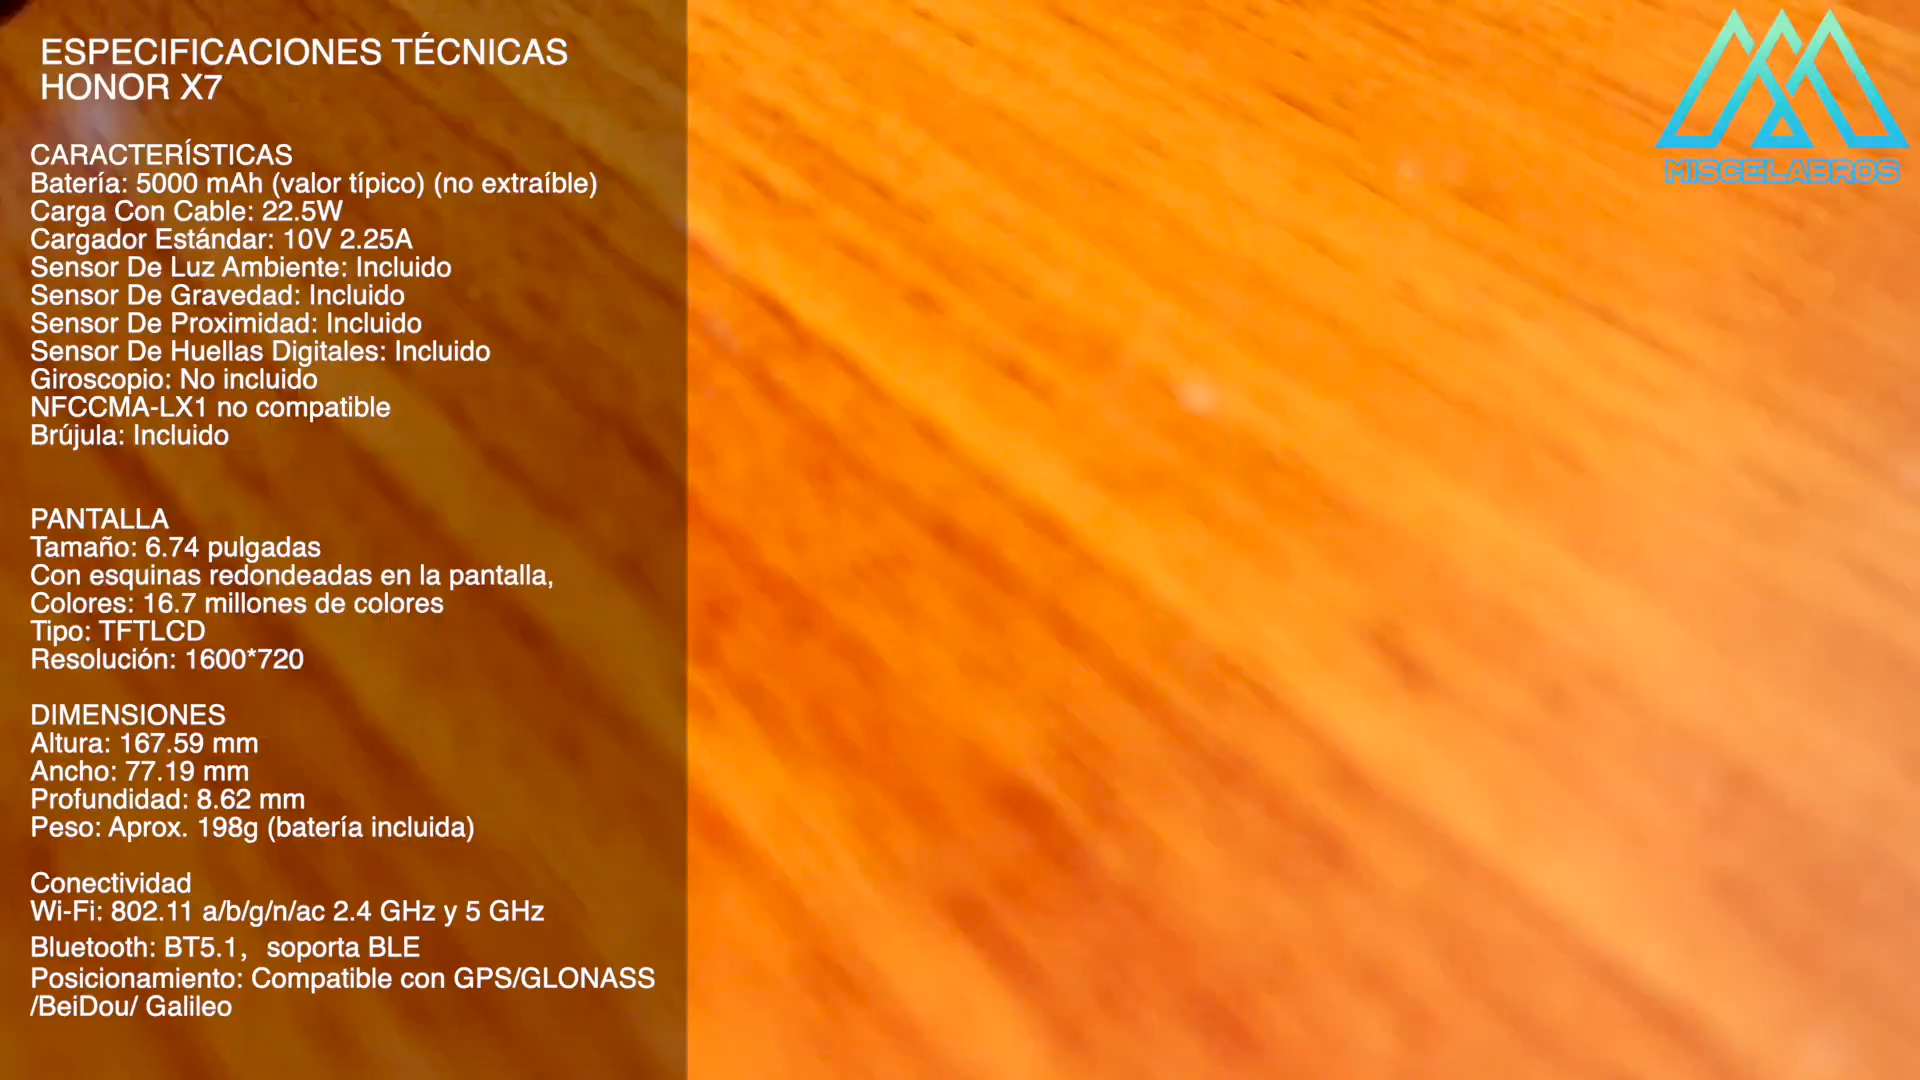 ESPECIFICACIONES TÉCNICAS
HONOR X7
CARACTERÍSTICAS
Batería: 5000 mAh (valor típico) (no extraíble)
Carga Con Cable: 22.5W
Cargador Estándar: 10V 2.25A
Sensor De Luz Ambiente: Incluido
Sensor De Gravedad: Incluido
Sensor De Proximidad: Incluido
Sensor De Huellas Digitales: Incluido
Giroscopio: No incluido
NFCCMA-LX1 no compatible
Brújula: Incluido
PANTALLA
Tamaño: 6.74 pulgadas
Con esquinas redondeadas en la pantalla,
Colores: 16.7 millones de colores
Tipo: TFTLCD
Resolución: 1600*720
DIMENSIONES
Altura: 167.59 mm
Ancho: 77.19 mm
Profundidad: 8.62 mm
Peso: Aprox. 198g (batería incluida)
Conectividad
Wi-Fi: 802.11 a/b/g/n/ac 2.4 GHz y 5 GHz
Bluetooth: BT5.1，soporta BLE
Posicionamiento: Compatible con GPS/GLONASS
/BeiDou/ Galileo
MISCELABROS